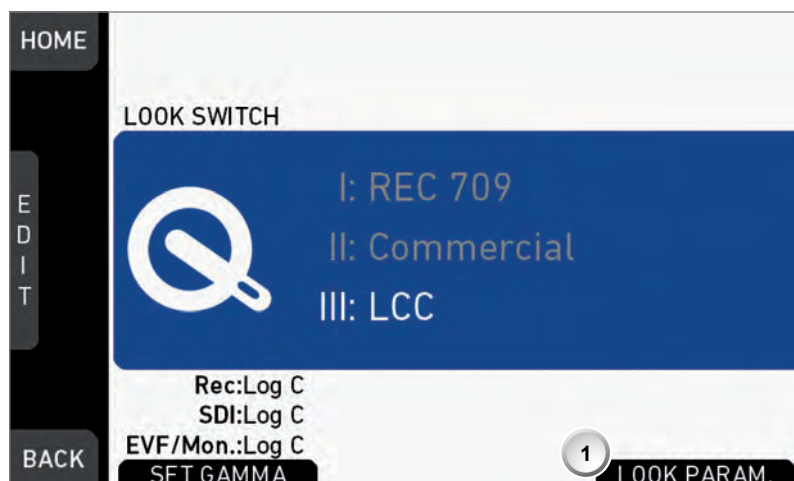 HOME
LOOK SWITCH
E
D
I
T
I: REC 709
II: Commercial
III: LCC
Rec:Log C
SDI:Log C
EVF/Mon.:Log C
BACK
SET GAMMA
1
LOOK PARAM.